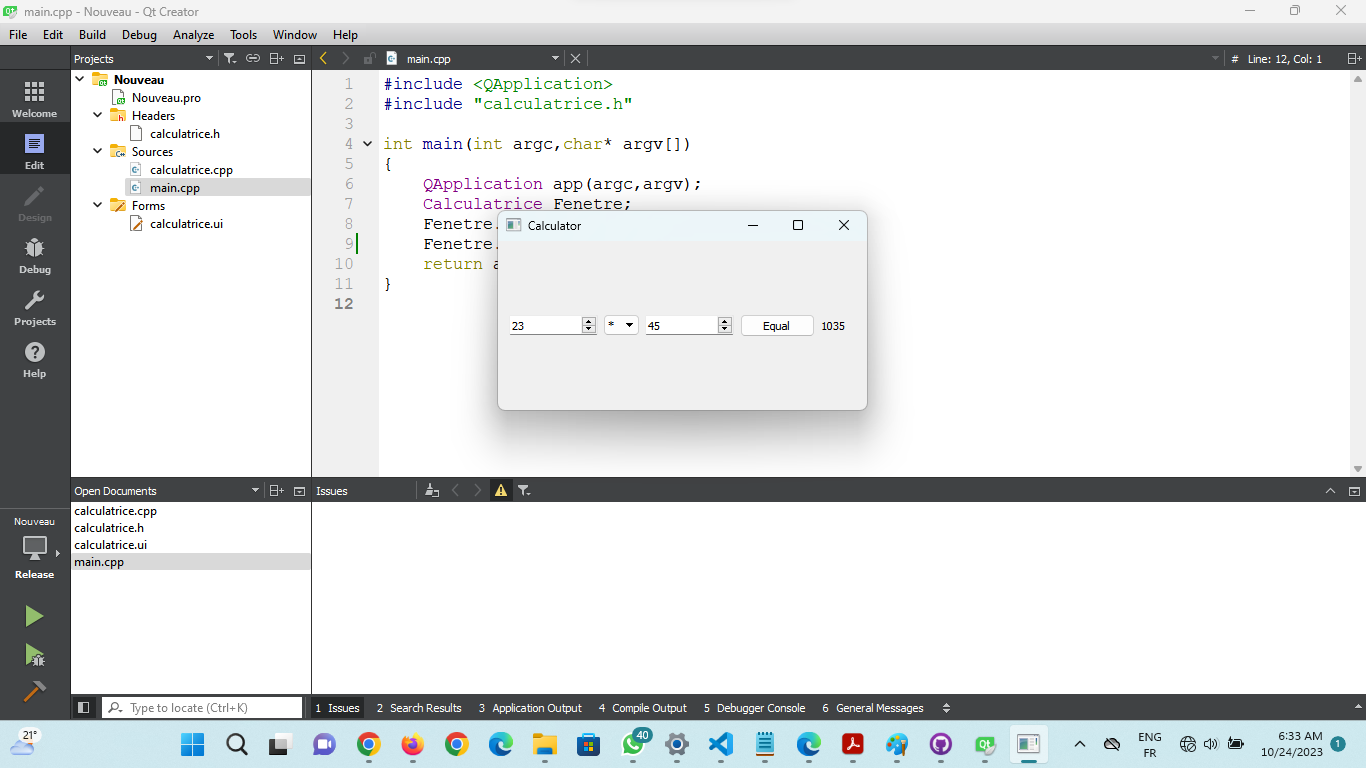 main.cpp - Nouveau - Qt Creator
File Edit Build Debug Analyze Tools Window Help
Projects
main.cpp
# Line: 12, Col: 1
Welcome
Edit
Design
Debug
Projects
Help
Nouveau
Nouveau.pro
Headers
calculatrice.h
Sources
calculatrice.cpp
main.cpp
Forms
calculatrice.ui
1 #include <QApplication>
2 #include "calculatrice.h"
3
4 int main(int argc,char* argv[])
5 {
6 QApplication app(argc,argv);
7 Calculatrice Fenetre;
8 Fenetre.
9 Fenetre.
10 return a
11 }
12
Calculator
23 * 45 Equal 1035
Open Documents
calculatrice.cpp
calculatrice.h
calculatrice.ui
main.cpp
Issues
Nouveau
Release
Type to locate (Ctrl+K)
1 Issues 2 Search Results 3 Application Output 4 Compile Output 5 Debugger Console 6 General Messages
21°
40
ENG
FR
6:33 AM
10/24/2023
1